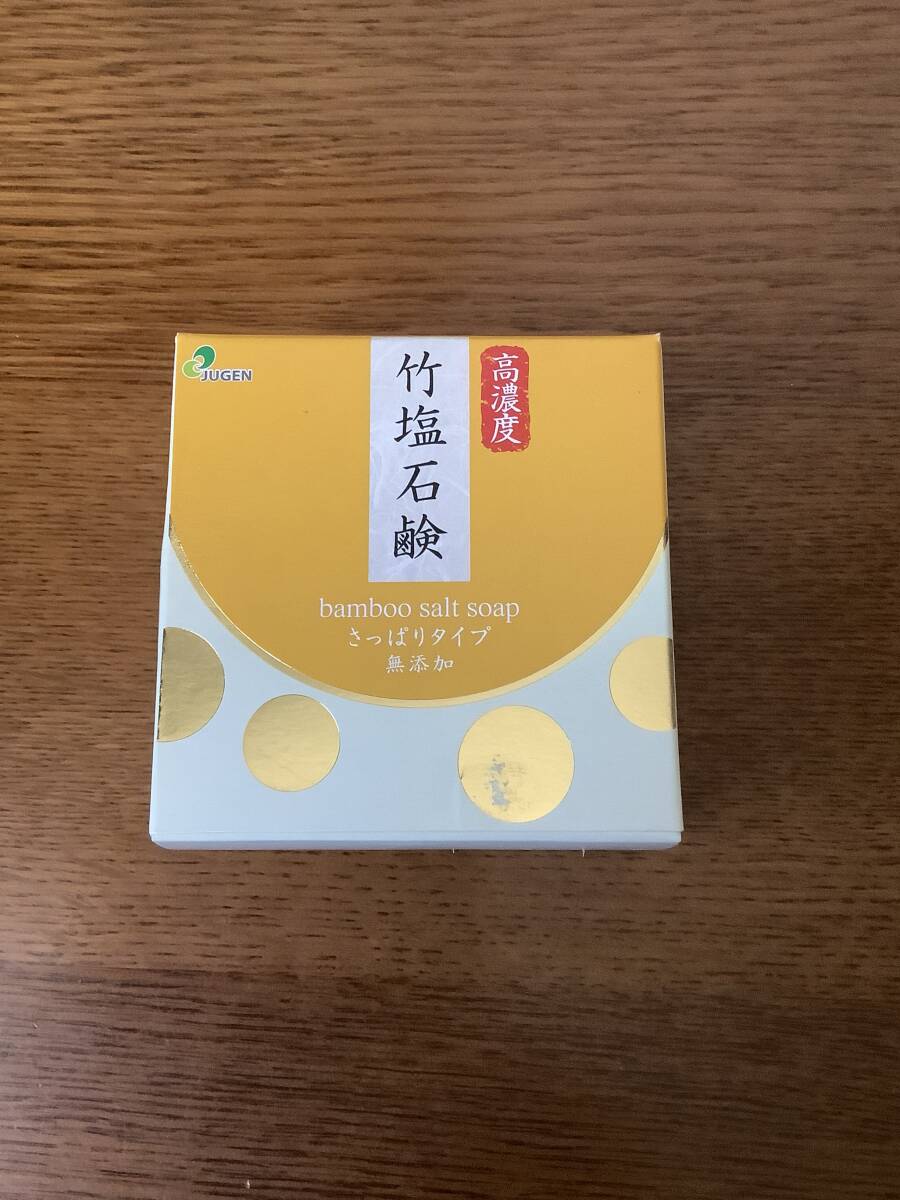 JUGEN
高濃度
竹塩石鹸
bamboo salt soap
さっぱりタイプ
無添加